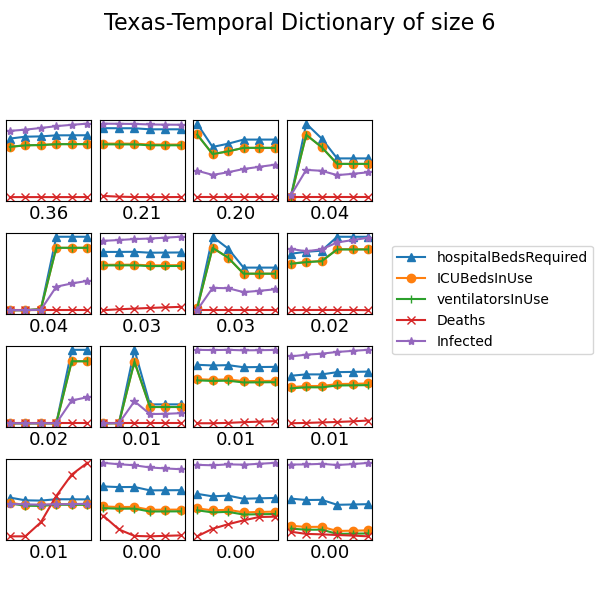 Texas-Temporal Dictionary of size 6
0.36 0.21 0.20 0.04
0.04 0.03 0.03 0.02
hospitalBedsRequired
ICUBedsInUse
ventilatorsInUse
Deaths
Infected
0.02 0.01 0.01 0.01
0.01 0.00 0.00 0.00